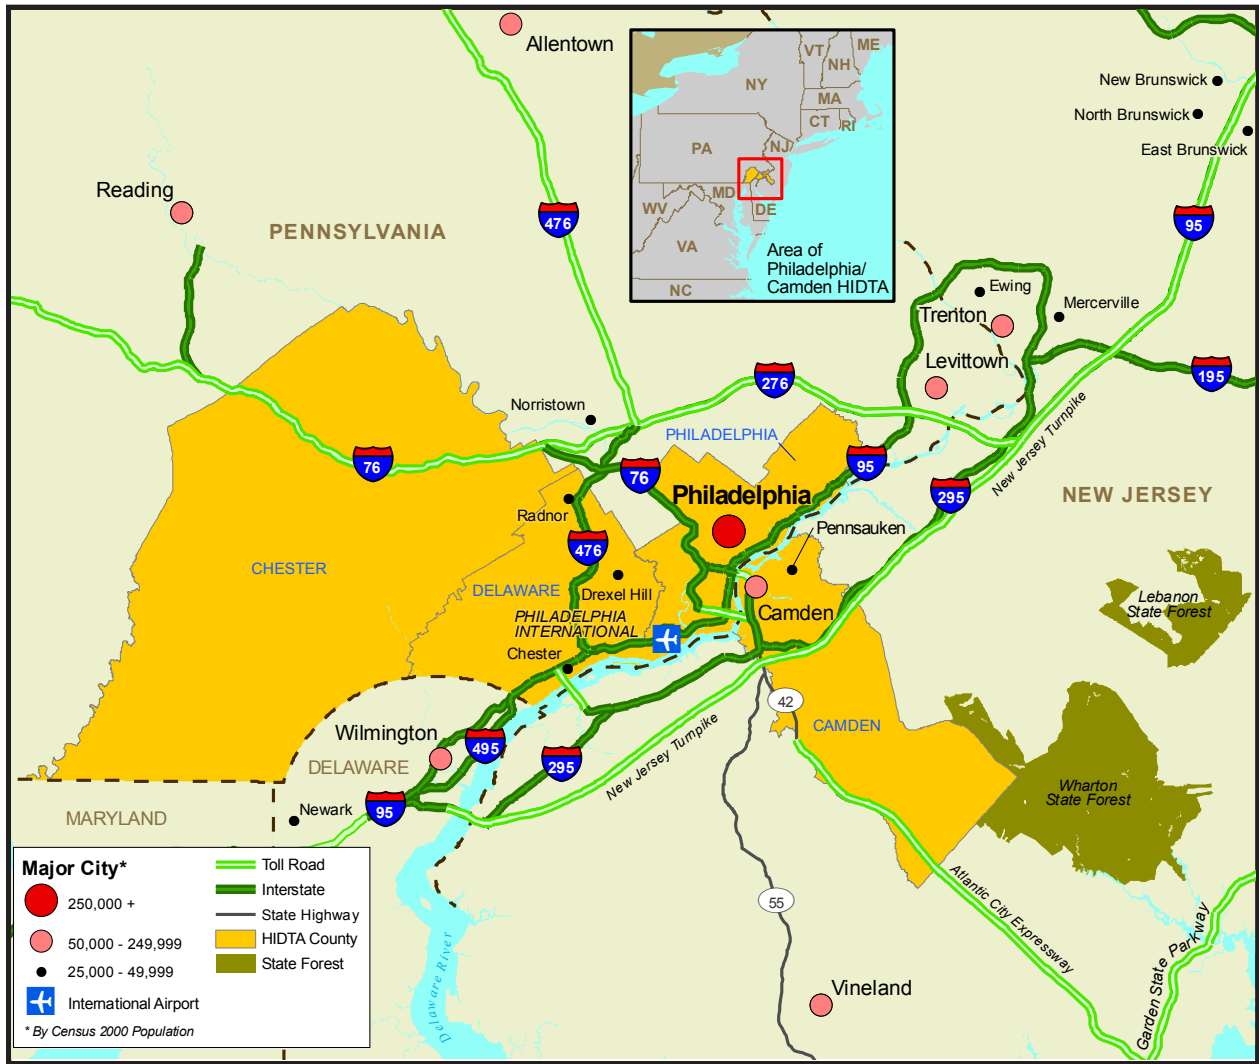 Allentown
New Brunswick
North Brunswick
East Brunswick
VT
ME
NH
NY
MA
CT
RI
PA
NJ
MD
WV
DE
VA
NC
Area of
Philadelphia/
Camden HIDTA
Reading
PENNSYLVANIA
476
95
Ewing
Trenton
Mercerville
Levittown
276
195
Norristown
PHILADELPHIA
76
76
95
New Jersey Turnpike
295
NEW JERSEY
Philadelphia
Radnor
Pennsauken
476
CHESTER
DELAWARE
Drexel Hill
Camden
Lebanon
State Forest
PHILADELPHIA
INTERNATIONAL
Chester
42
CAMDEN
Wilmington
495
295
New Jersey Turnpike
DELAWARE
Wharton
State Forest
MARYLAND
Newark
95
Atlantic City Expressway
55
Garden State Parkway
Vineland
Delaware River
Major City*
250,000 +
50,000 - 249,999
25,000 - 49,999
International Airport
* By Census 2000 Population
Toll Road
Interstate
State Highway
HIDTA County
State Forest